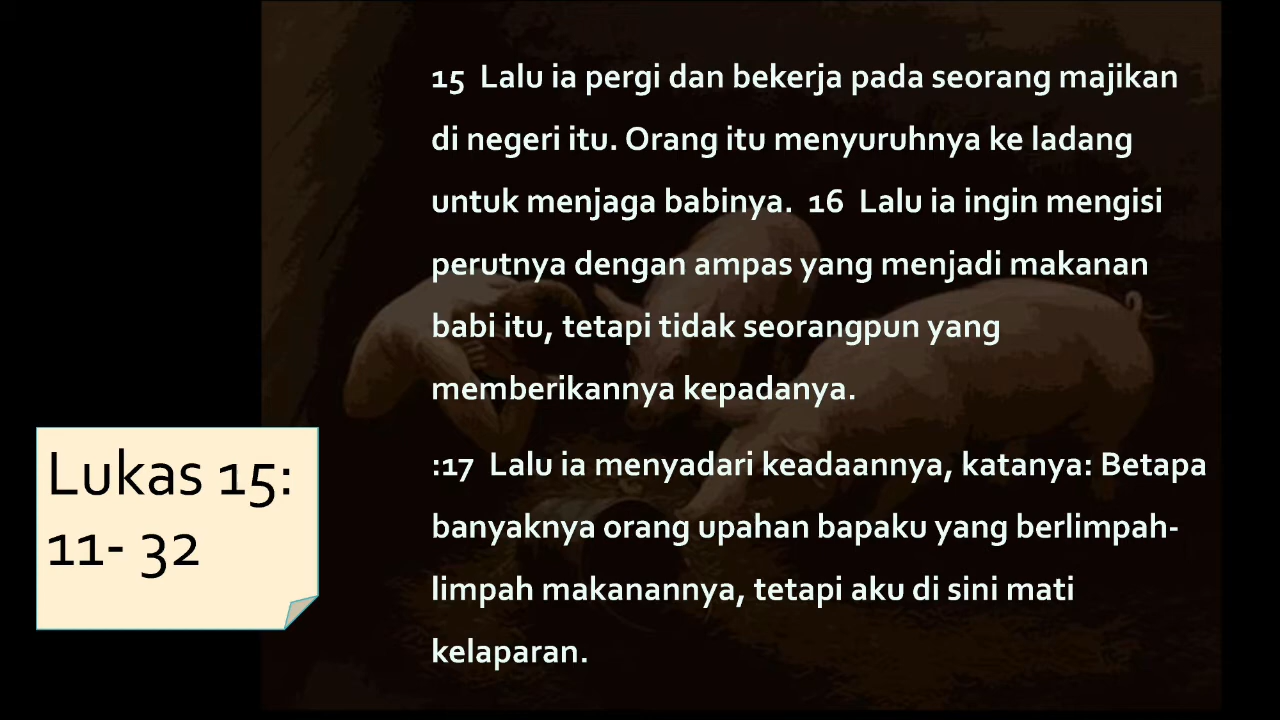 15 Lalu ia pergi dan bekerja pada seorang majikan
di negeri itu. Orang itu menyuruhnya ke ladang
untuk menjaga babinya. 16 Lalu ia ingin mengisi
perutnya dengan ampas yang menjadi makanan
babi itu, tetapi tidak seorangpun yang
memberikannya kepadanya.
:17 Lalu ia menyadari keadaannya, katanya: Betapa
banyaknya orang upahan bapaku yang berlimpah-
limpah makanannya, tetapi aku di sini mati
kelaparan.
Lukas 15:
11- 32